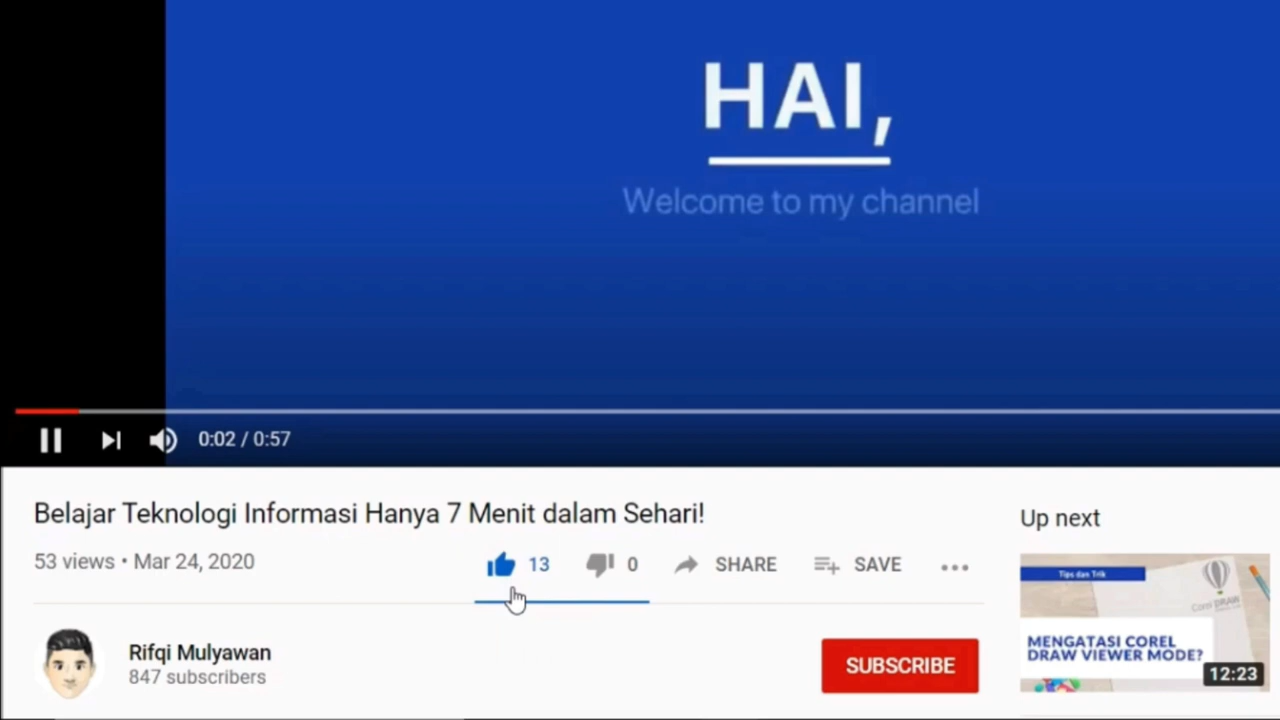 HAI,
Welcome to my channel
0:02 / 0:57
Belajar Teknologi Informasi Hanya 7 Menit dalam Sehari!
53 views • Mar 24, 2020
13
0
SHARE
SAVE
Rifqi Mulyawan
847 subscribers
SUBSCRIBE
Up next
Tips dan Trik
Corel DRAW
MENGATASI COREL
DRAW VIEWER MODE?
12:23